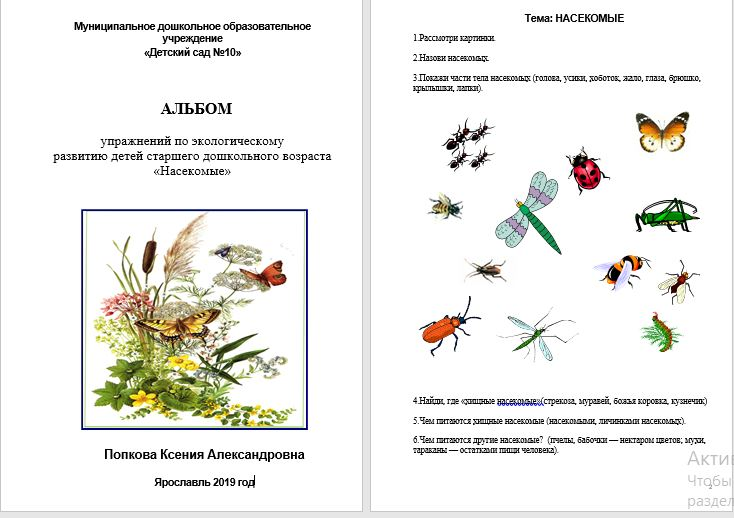 Муниципальное дошкольное образовательное
учреждение
«Детский сад №10»
АЛЬБОМ
упражнений по экологическому
развитию детей старшего дошкольного возраста
«Насекомые»
Попкова Ксения Александровна
Ярославль 2019 год
Тема: НАСЕКОМЫЕ
1.Рассмотри картинки.
2.Назови насекомых.
3.Покажи части тела насекомых (голова, усики, хоботок, жало, глаза, брюшко,
крылышки, лапки).
4.Найди, где «хищные насекомые»(стрекоза, муравей, божья коровка, кузнечик)
5.Чем питаются хищные насекомые (насекомыми, личинками насекомых).
6.Чем питаются другие насекомые? (пчелы, бабочки — нектаром цветов; мухи,
тараканы — остатками пищи человека).
Акти
Чтобы
раздел
2